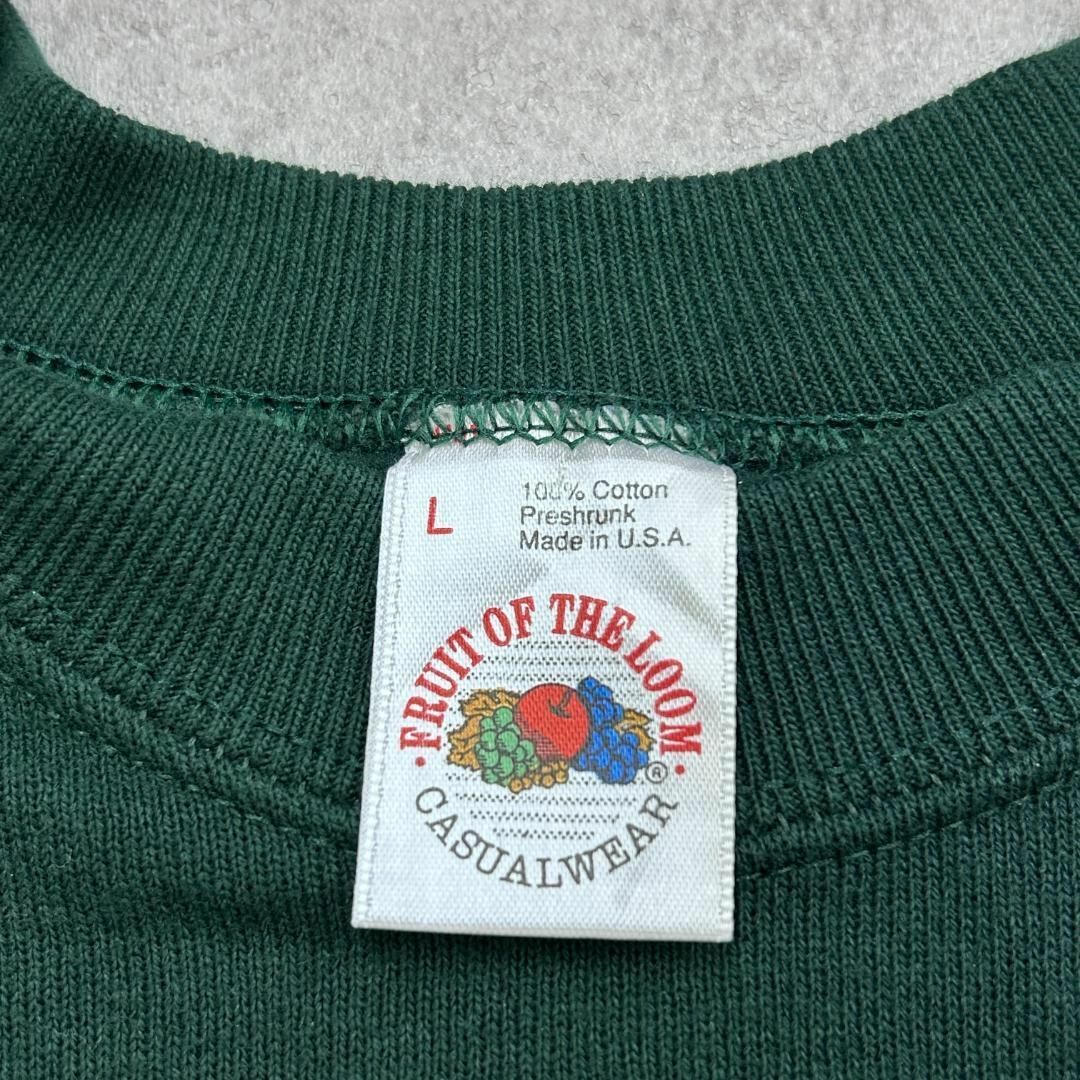 L
100% Cotton
Preshrunk
Made in U.S.A.
· FRUIT OF THE LOOM ·
®
CASUALWEAR